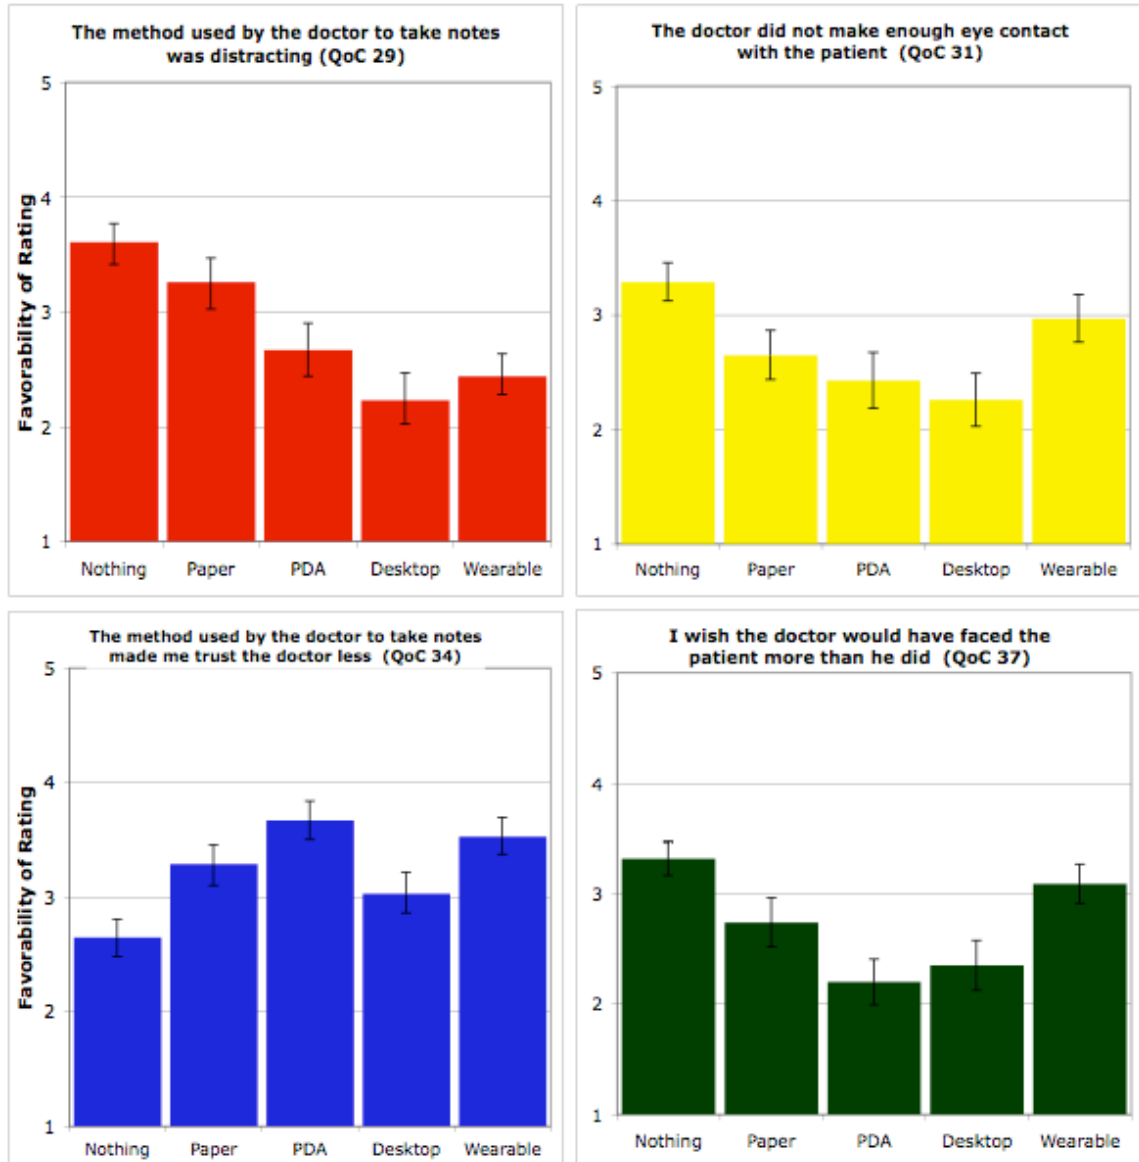 The method used by the doctor to take notes
was distracting (QoC 29)
5
4
3
2
1
Favorability of Rating
Nothing Paper PDA Desktop Wearable
The doctor did not make enough eye contact
with the patient (QoC 31)
5
4
3
2
1
Nothing Paper PDA Desktop Wearable
The method used by the doctor to take notes
made me trust the doctor less (QoC 34)
5
4
3
2
1
Favorability of Rating
Nothing Paper PDA Desktop Wearable
I wish the doctor would have faced the
patient more than he did (QoC 37)
5
4
3
2
1
Nothing Paper PDA Desktop Wearable